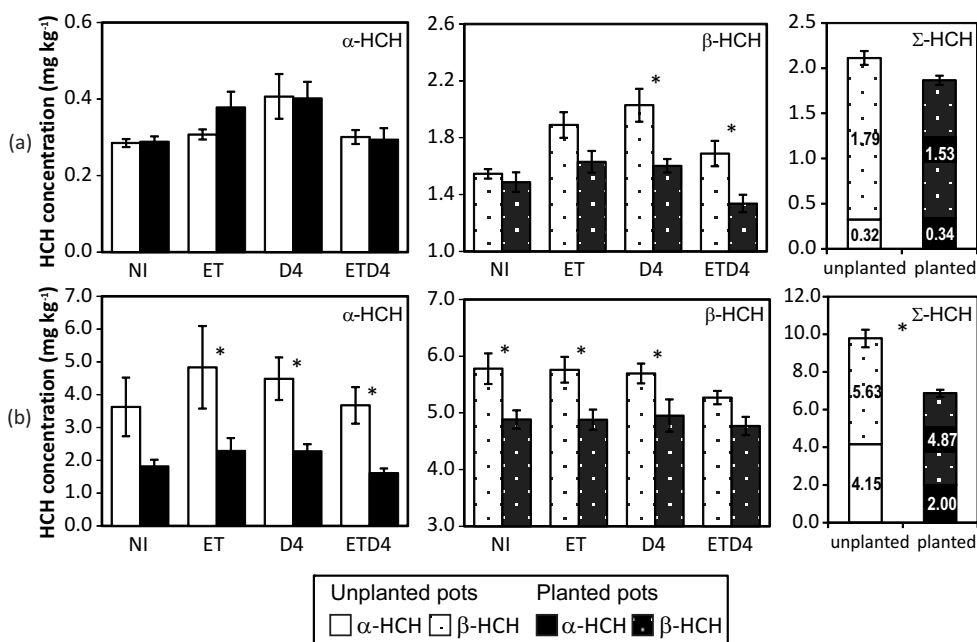 (a)
HCH concentration (mg kg⁻¹)
0.6
0.4
0.2
0.0
α-HCH
NI ET D4 ETD4
2.6
2.2
1.8
1.4
1.0
β-HCH
*
*
NI ET D4 ETD4
2.5
2.0
1.5
1.0
0.5
0.0
Σ-HCH
1.79
0.32
1.53
0.34
unplanted planted
(b)
HCH concentration (mg kg⁻¹)
7.0
6.0
5.0
4.0
3.0
2.0
1.0
0.0
α-HCH
* * *
NI ET D4 ETD4
7.0
6.0
5.0
4.0
3.0
β-HCH
* * *
NI ET D4 ETD4
12.0
10.0
8.0
6.0
4.0
2.0
0.0
Σ-HCH
*
5.63
4.15
4.87
2.00
unplanted planted
Unplanted pots Planted pots
α-HCH β-HCH α-HCH β-HCH